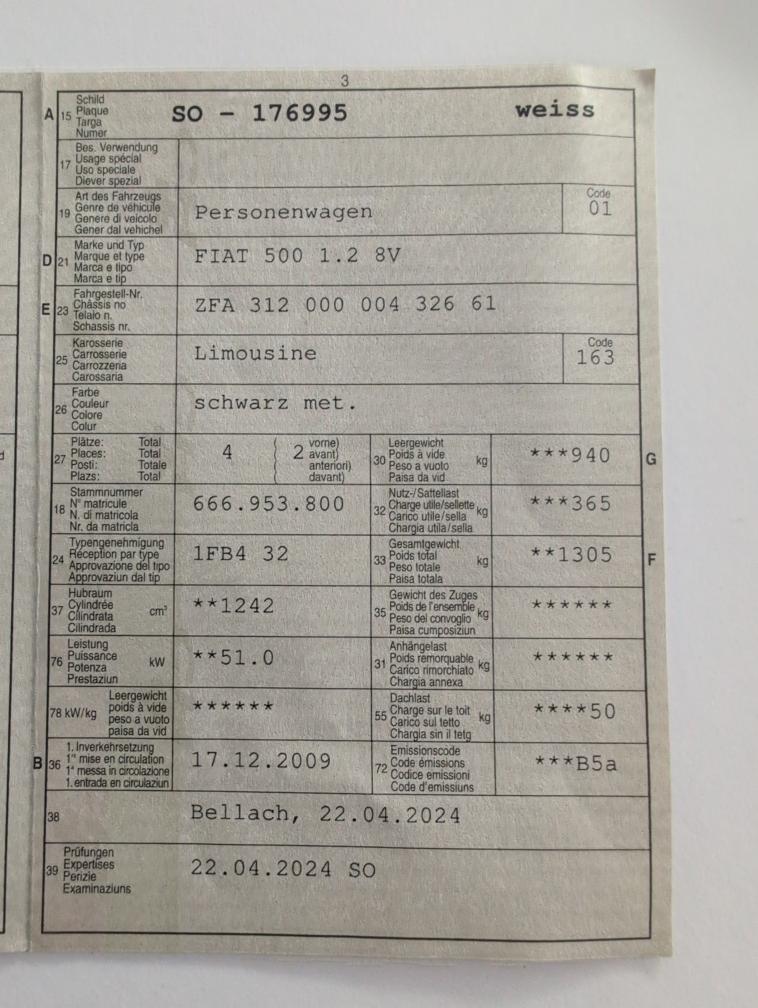 3
A 15 Schild
Plaque
Targa
Numer
SO - 176995 weiss
17 Bes. Verwendung
Usage spécial
Uso speciale
Diever spezial
19 Art des Fahrzeugs
Genre de véhicule
Genere di veicolo
Gener dal vehichel
Personenwagen
Code
01
D 21 Marke und Typ
Marque et type
Marca e tipo
Marca e tip
FIAT 500 1.2 8V
E 23 Fahrgestell-Nr.
Châssis no
Telaio n.
Schassis nr.
ZFA 312 000 004 326 61
25 Karosserie
Carrosserie
Carrozzeria
Carossaria
Limousine
Code
163
26 Farbe
Couleur
Colore
Colur
schwarz met.
27 Plätze: Total
Places: Total
Posti: Totale
Plazs: Total
4 ( 2 vorne)
avant)
anteriori)
davant)
30 Leergewicht
Poids à vide
Peso a vuoto
Paisa da vid
kg
***940
G
18 Stammnummer
N° matricule
N. di matricola
Nr. da matricla
666.953.800
32 Nutz-/Sattellast
Charge utile/sellette
Carico utile/sella
Chargia utila/sella
kg
***365
24 Typengenehmigung
Réception par type
Approvazione del tipo
Approvaziun dal tip
1FB4 32
33 Gesamtgewicht
Poids total
Peso totale
Paisa totala
kg
**1305
F
37 Hubraum
Cylindrée
Cilindrata
Cilindrada
cm³
**1242
35 Gewicht des Zuges
Poids de l'ensemble
Peso del convoglio
Paisa cumposiziun
kg
******
76 Leistung
Puissance
Potenza
Prestaziun
kW
**51.0
31 Anhängelast
Poids remorquable
Carico rimorchiato
Chargia annexa
kg
******
78 kW/kg Leergewicht
poids à vide
peso a vuoto
paisa da vid
******
55 Dachlast
Charge sur le toit
Carico sul tetto
Chargia sin il tetg
kg
****50
B 36 1. Inverkehrsetzung
1re mise en circulation
1a messa in circolazione
1. entrada en circulaziun
17.12.2009
72 Emissionscode
Code émissions
Codice emissioni
Code d'emissiuns
***B5a
38 Bellach, 22.04.2024
39 Prüfungen
Expertises
Perizie
Examinaziuns
22.04.2024 SO